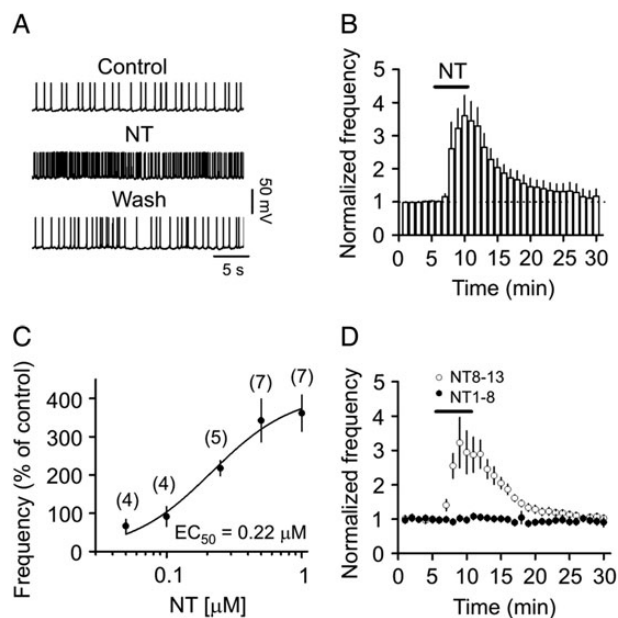 A
Control
NT
Wash
50 mV
5 s
B
NT
Normalized frequency
5
4
3
2
1
0
0 5 10 15 20 25 30
Time (min)
C
Frequency (% of control)
400
300
200
100
0
(4)
(4)
(5)
(7)
(7)
EC50 = 0.22 μM
0.1 1
NT [μM]
D
NT8-13
NT1-8
Normalized frequency
5
4
3
2
1
0
0 5 10 15 20 25 30
Time (min)